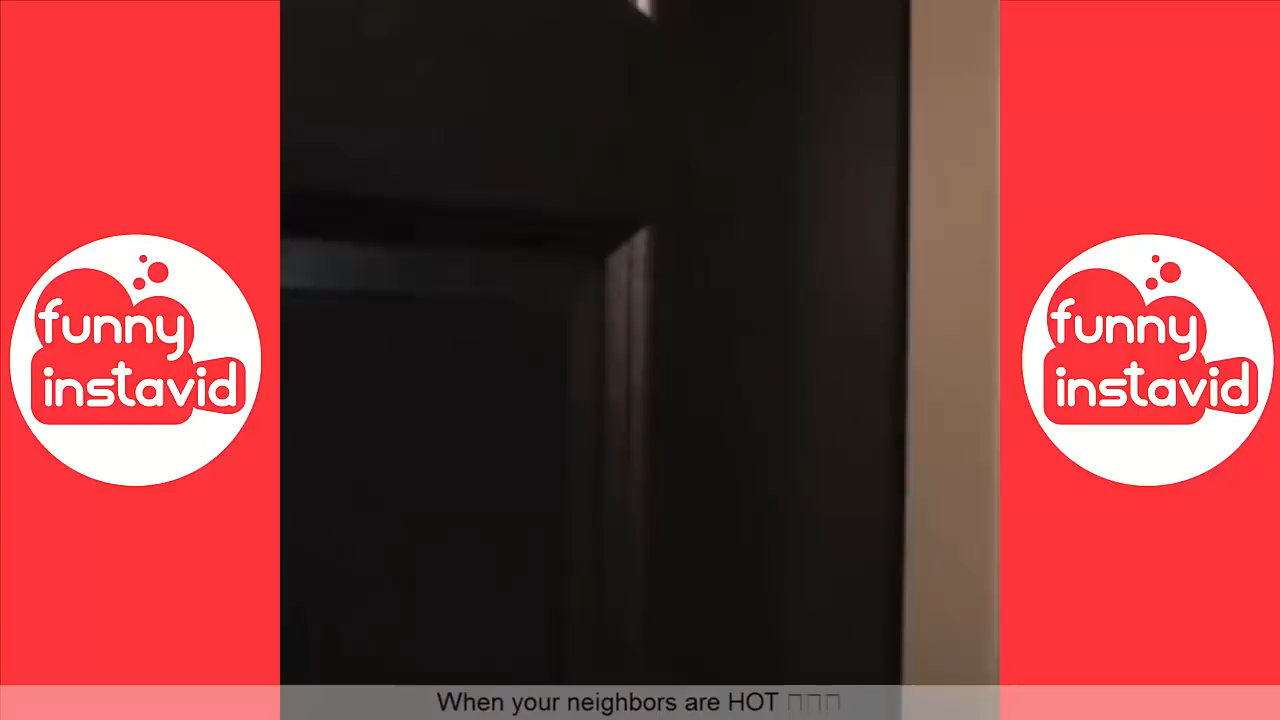 funny
instavid
funny
instavid
When your neighbors are HOT